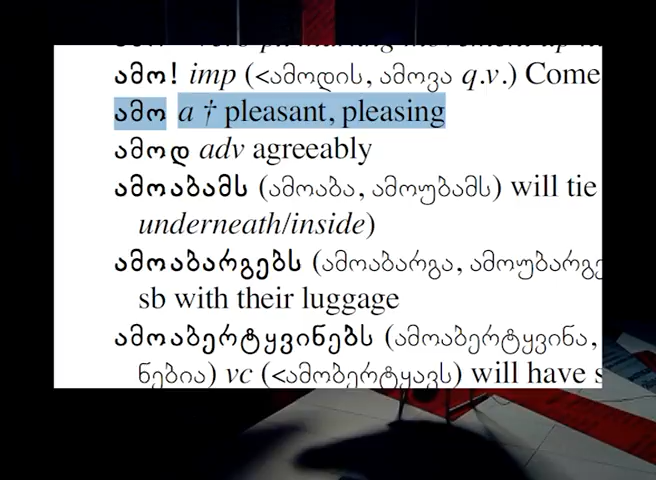 ამო! imp (<ამოდის, ამოვა q.v.) Come
ამო a † pleasant, pleasing
ამოდ adv agreeably
ამოაბამს (ამოაბა, ამოუბამს) will tie
underneath/inside)
ამოაბარგებს (ამოაბარგა, ამოუბარგე
sb with their luggage
ამოაბერტყვინებს (ამოაბერტყვინა,
ნებია) vc (<ამობერტყავს) will have s